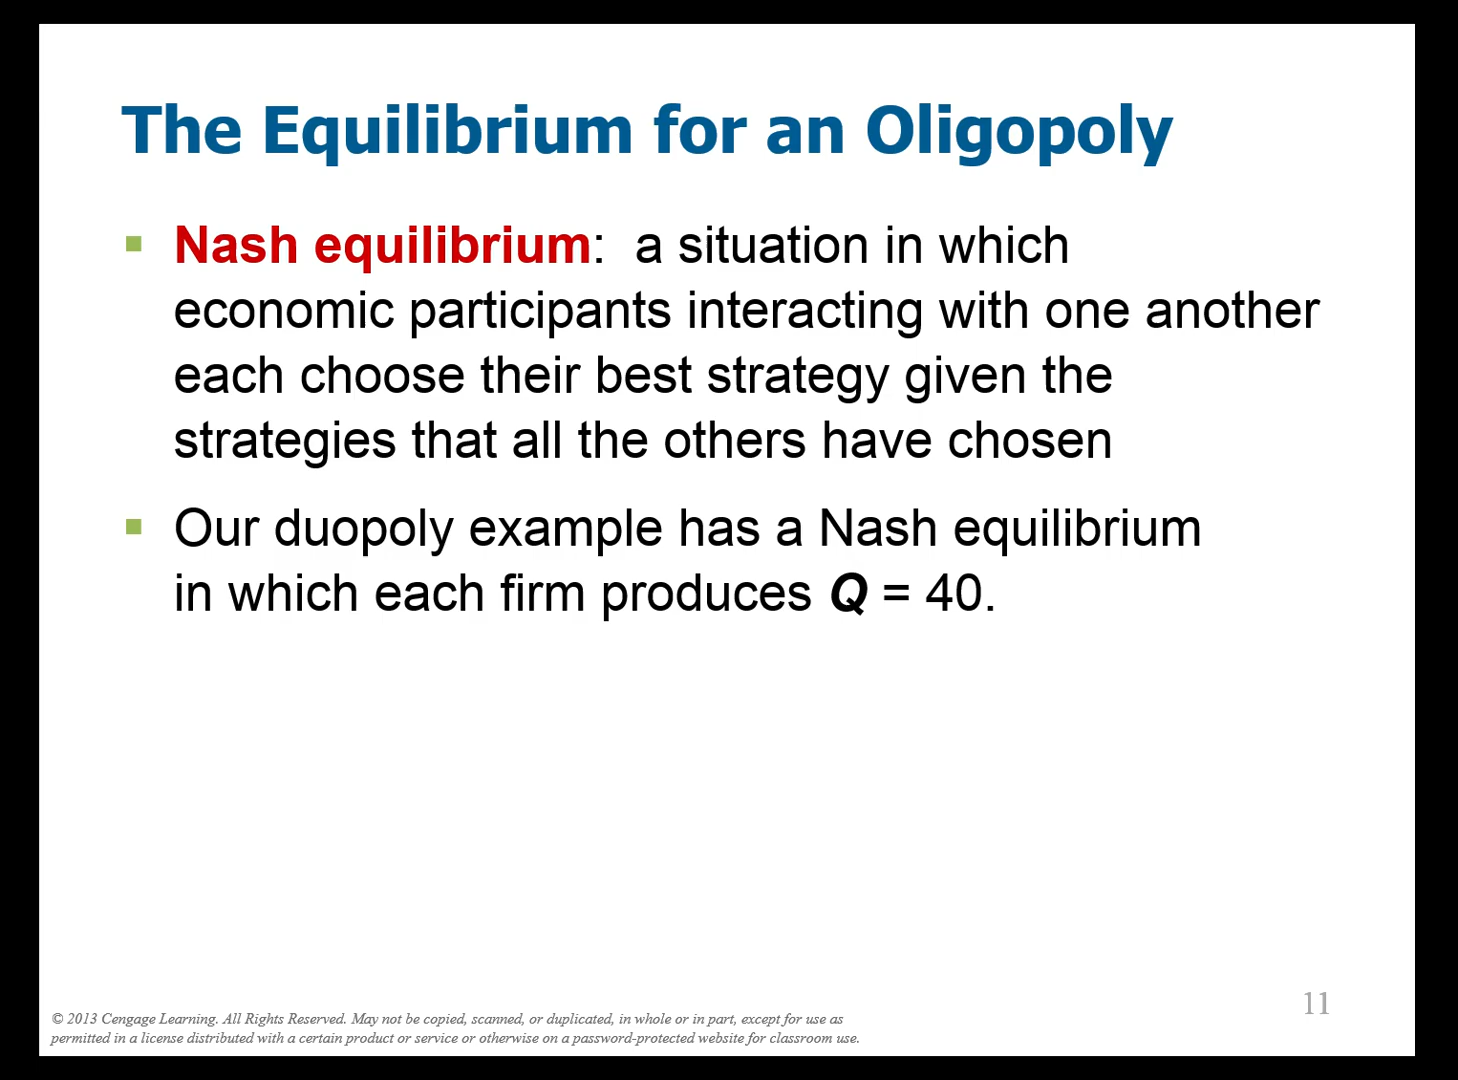 The Equilibrium for an Oligopoly
▪ Nash equilibrium:  a situation in which
economic participants interacting with one another
each choose their best strategy given the
strategies that all the others have chosen
▪ Our duopoly example has a Nash equilibrium
in which each firm produces Q = 40.
11
© 2013 Cengage Learning. All Rights Reserved. May not be copied, scanned, or duplicated, in whole or in part, except for use as
permitted in a license distributed with a certain product or service or otherwise on a password-protected website for classroom use.